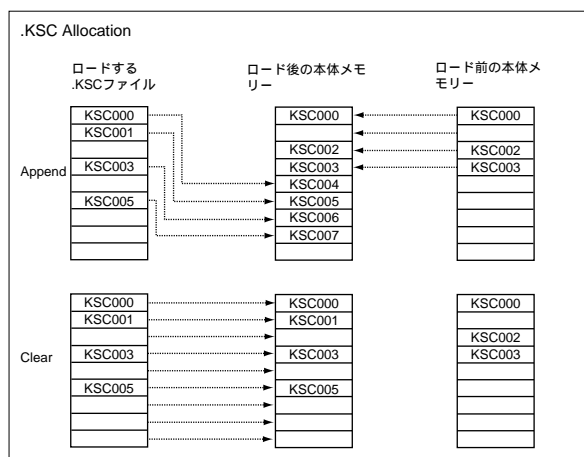 .KSC Allocation
ロードする
.KSCファイル
ロード後の本体メモ
リー
ロード前の本体メ
モリー
Append
KSC000
KSC001
KSC003
KSC005
KSC000
KSC002
KSC003
KSC004
KSC005
KSC006
KSC007
KSC000
KSC002
KSC003
Clear
KSC000
KSC001
KSC003
KSC005
KSC000
KSC001
KSC003
KSC005
KSC000
KSC002
KSC003